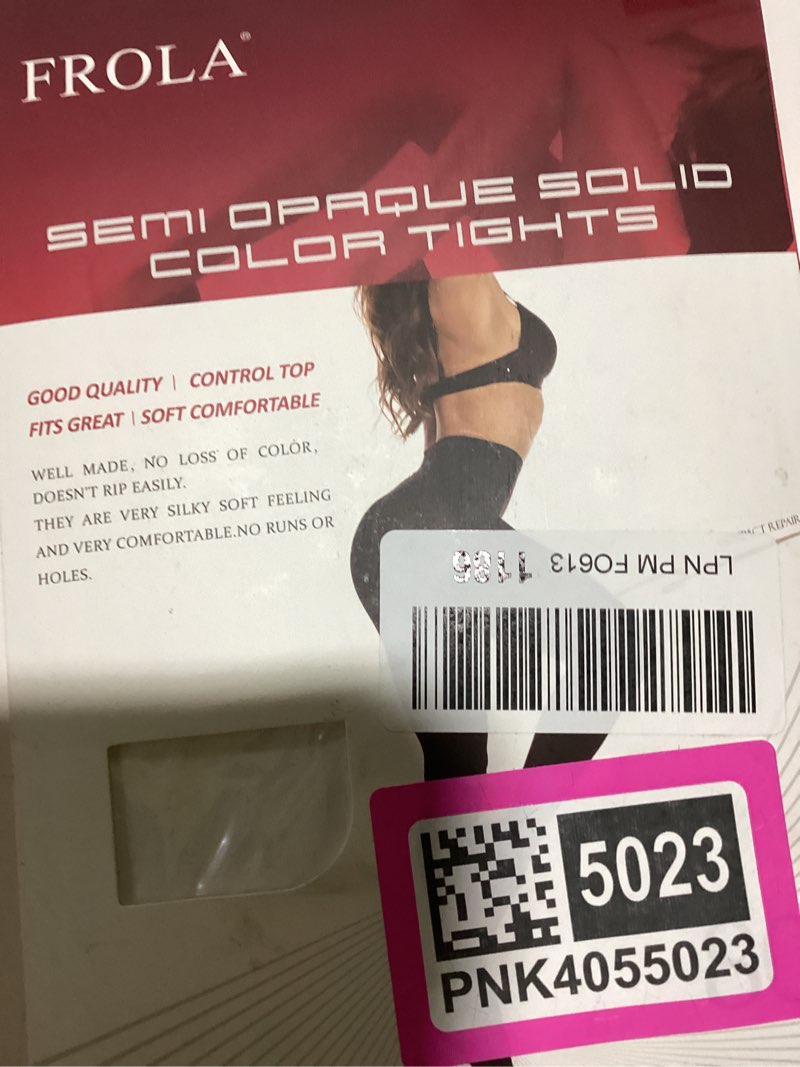 FROLA®
SEMI OPAQUE SOLID
COLOR TIGHTS
GOOD QUALITY | CONTROL TOP
FITS GREAT | SOFT COMFORTABLE
WELL MADE, NO LOSS OF COLOR,
DOESN'T RIP EASILY.
THEY ARE VERY SILKY SOFT FEELING
AND VERY COMFORTABLE.NO RUNS OR
HOLES.
REPAIR
LPN PM FO613
5023
PNK4055023